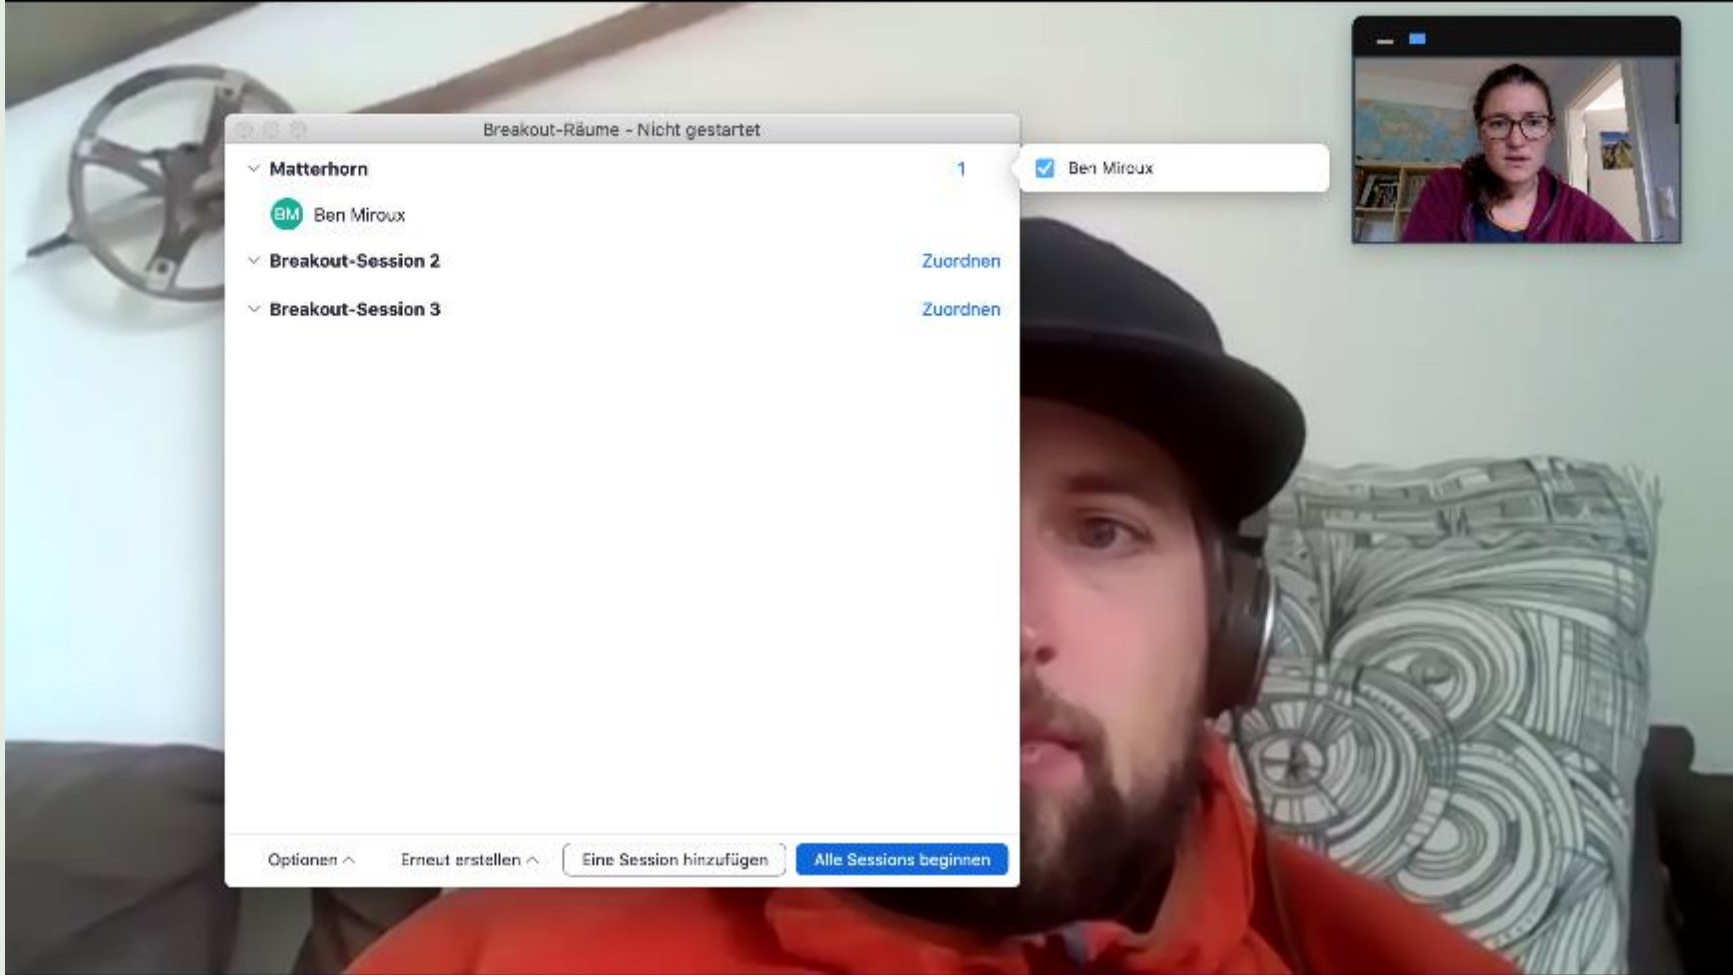 Breakout-Räume - Nicht gestartet
Matterhorn 1
Ben Miroux
BM Ben Miroux
Breakout-Session 2 Zuordnen
Breakout-Session 3 Zuordnen
Optionen Erneut erstellen Eine Session hinzufügen Alle Sessions beginnen